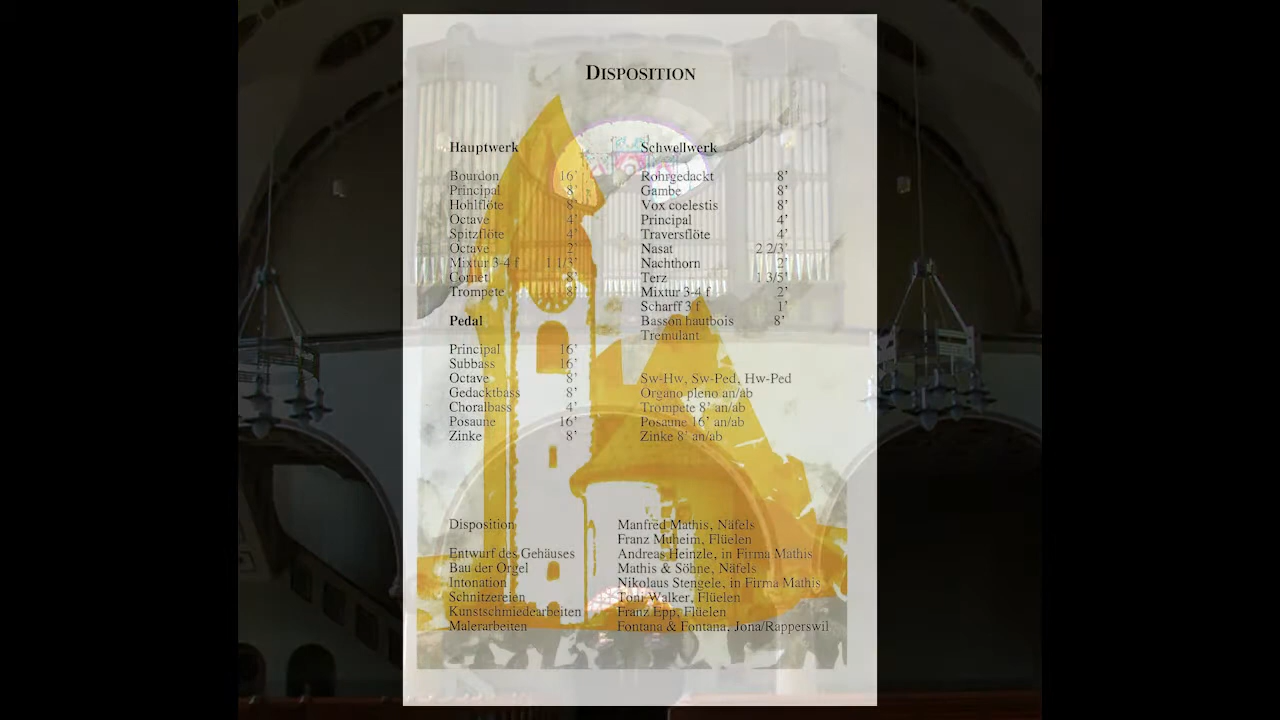 DISPOSITION
Hauptwerk
Bourdon 16'
Principal 8'
Hohlflöte 8'
Octave 4'
Spitzflöte 4'
Octave 2'
Mixtur 3-4 f 1 1/3'
Cornet 8'
Trompete 8'
Pedal
Principal 16'
Subbass 16'
Octave 8'
Gedacktbass 8'
Choralbass 4'
Posaune 16'
Zinke 8'
Schwellwerk
Rohrgedackt 8'
Gambe 8'
Vox coelestis 8'
Principal 4'
Traversflöte 4'
Nasat 2 2/3'
Nachthorn 2'
Terz 1 3/5'
Mixtur 3-4 f 2'
Scharff 3 f 1'
Basson hautbois 8'
Tremulant
Sw-Hw, Sw-Ped, Hw-Ped
Organo pleno an/ab
Trompete 8' an/ab
Posaune 16' an/ab
Zinke 8' an/ab
Disposition Manfred Mathis, Näfels
Franz Muheim, Flüelen
Entwurf des Gehäuses Andreas Heinzle, in Firma Mathis
Bau der Orgel Mathis & Söhne, Näfels
Intonation Nikolaus Stengele, in Firma Mathis
Schnitzereien Toni Walker, Flüelen
Kunstschmiedearbeiten Franz Epp, Flüelen
Malerarbeiten Fontana & Fontana, Jona/Rapperswil